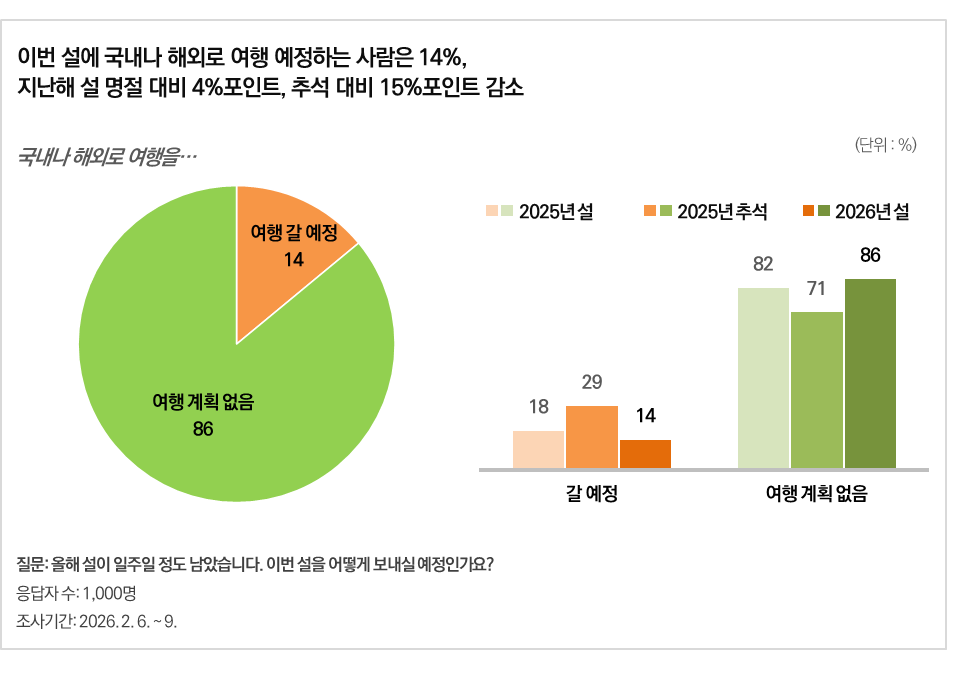 이번 설에 국내나 해외로 여행 예정하는 사람은 14%,
지난해 설 명절 대비 4%포인트, 추석 대비 15%포인트 감소
(단위 : %)
국내나 해외로 여행을…
여행 갈 예정
14
여행 계획 없음
86
2025년 설
2025년 추석
2026년 설
18
29
14
82
71
86
갈 예정
여행 계획 없음
질문: 올해 설이 일주일 정도 남았습니다. 이번 설을 어떻게 보내실 예정인가요?
응답자 수: 1,000명
조사기간: 2026. 2. 6. ~ 9.